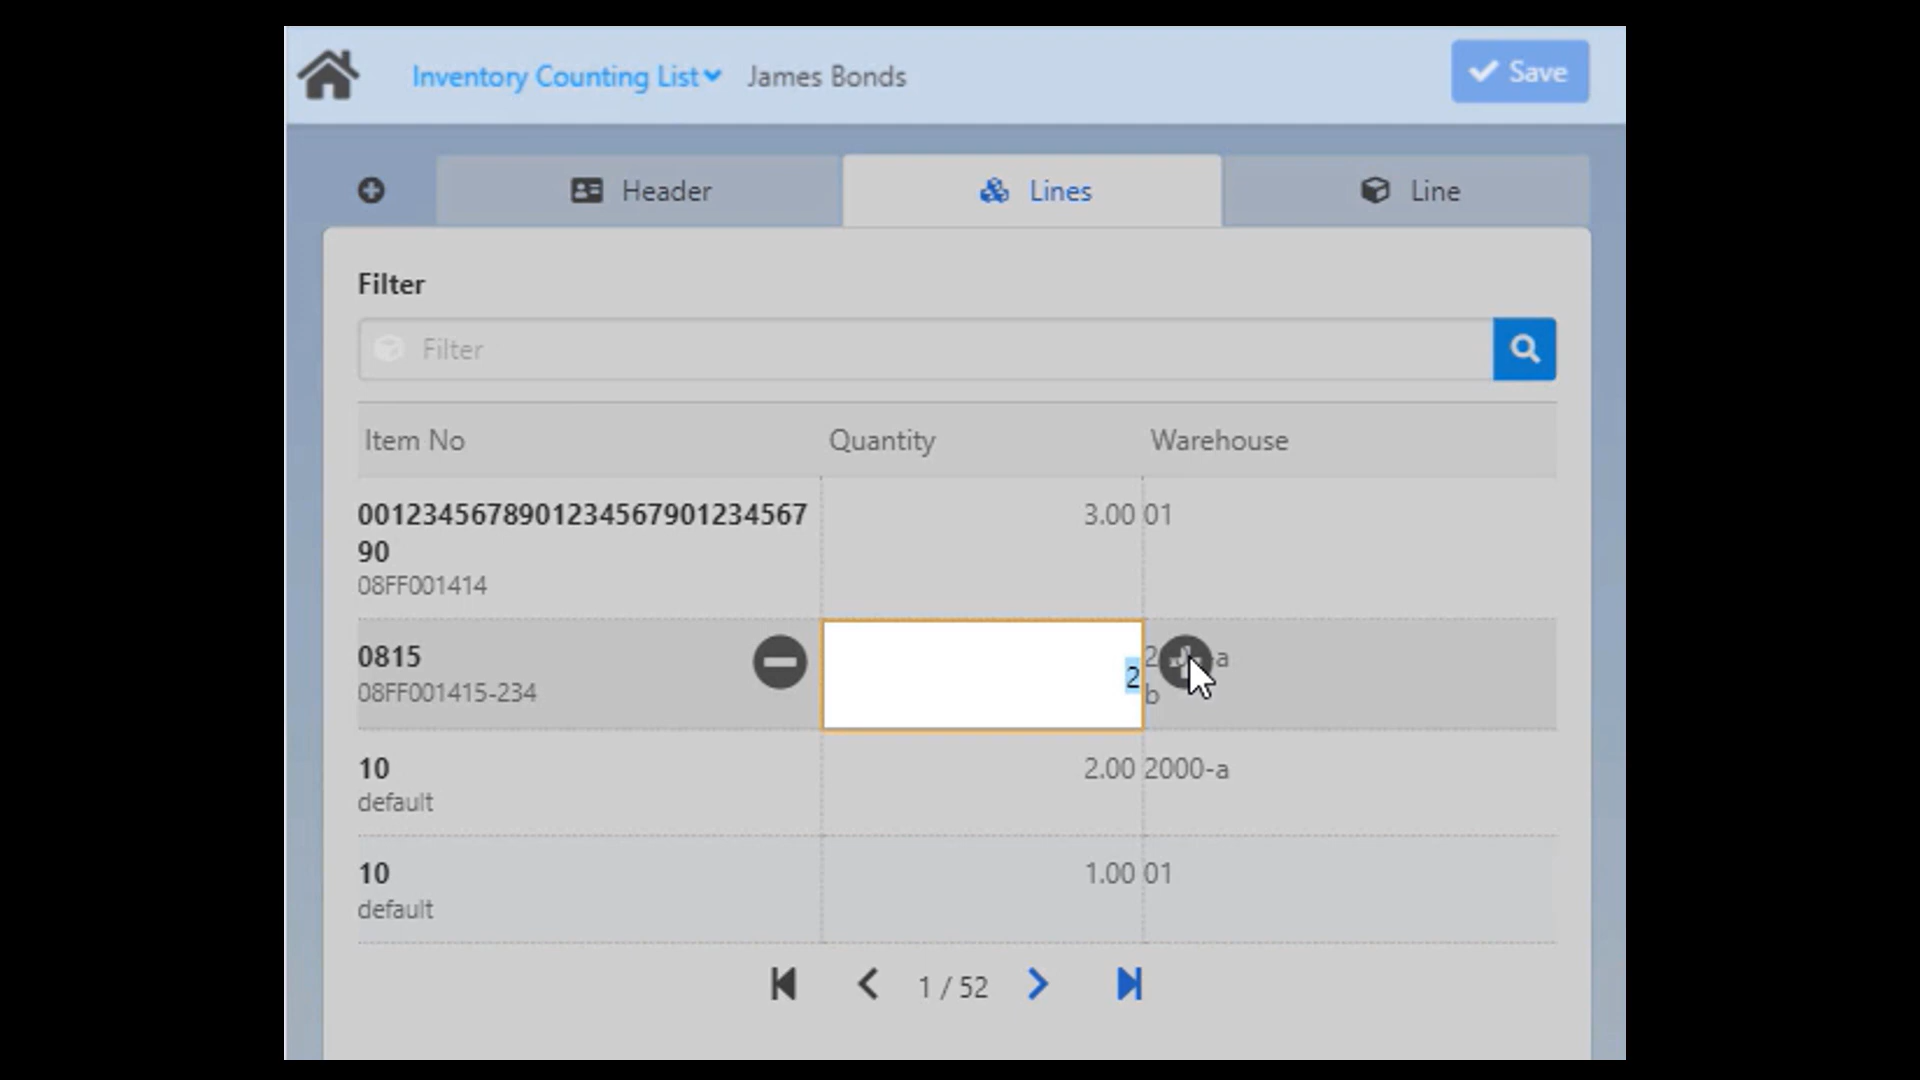 Inventory Counting List James Bonds Save
Header Lines Line
Filter
Filter
Item No Quantity Warehouse
0012345678901234567901234567 3.00 01
90
08FF001414
0815 2
08FF001415-234 b
10 2.00 2000-a
default
10 1.00 01
default
1 / 52